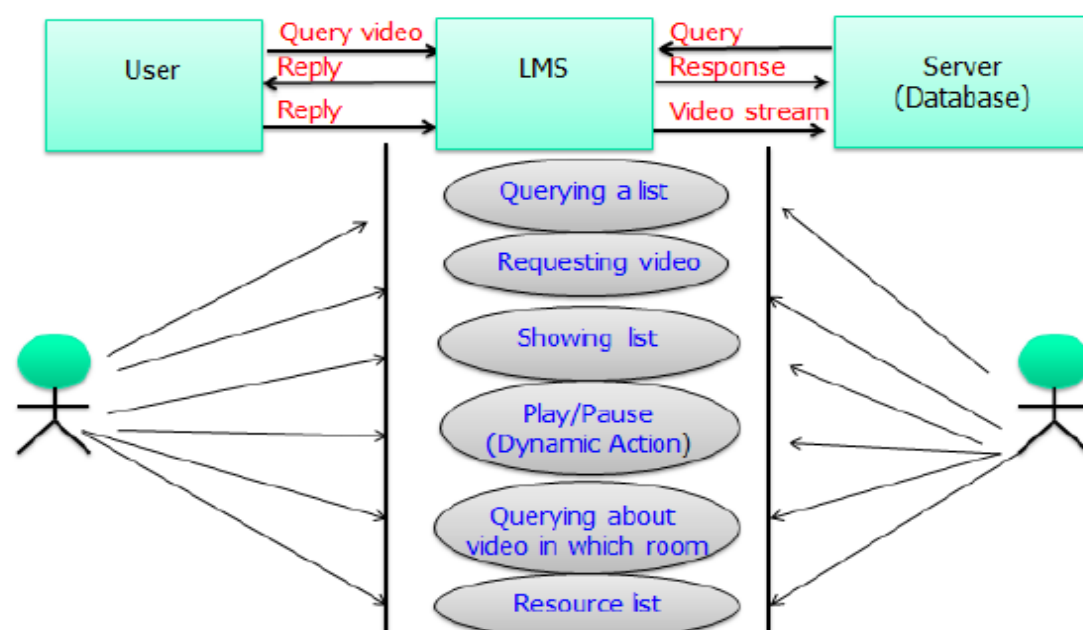 Query video
Reply
Reply
User
LMS
Query
Response
Video stream
Server
(Database)
Querying a list
Requesting video
Showing list
Play/Pause
(Dynamic Action)
Querying about
video in which room
Resource list